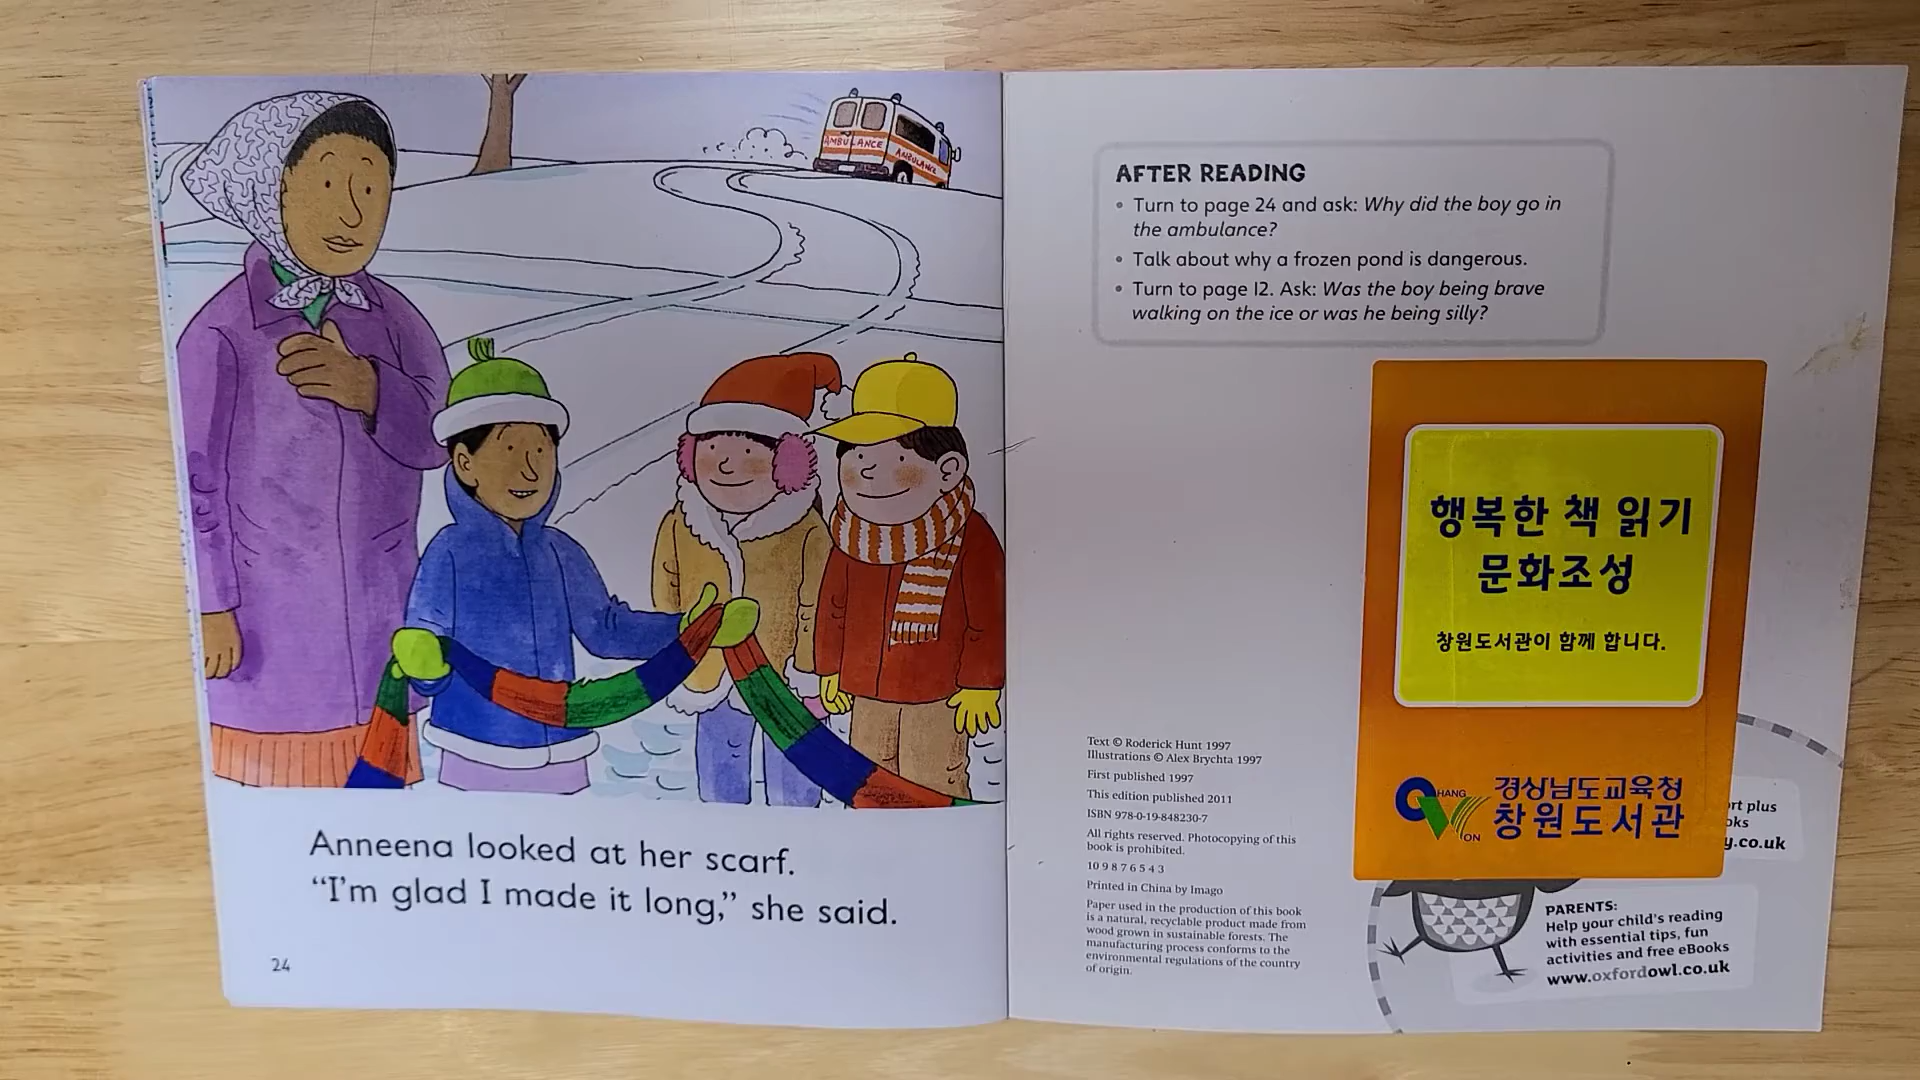 AMBULANCE
AMBULANCE
Anneena looked at her scarf.
“I'm glad I made it long,” she said.
24
AFTER READING
• Turn to page 24 and ask: Why did the boy go in
the ambulance?
• Talk about why a frozen pond is dangerous.
• Turn to page 12. Ask: Was the boy being brave
walking on the ice or was he being silly?
행복한 책 읽기
문화조성
창원도서관이 함께 합니다.
CHANG
WON
경상남도교육청
창원도서관
Text © Roderick Hunt 1997
Illustrations © Alex Brychta 1997
First published 1997
This edition published 2011
ISBN 978-0-19-848230-7
All rights reserved. Photocopying of this
book is prohibited.
10 9 8 7 6 5 4 3
Printed in China by Imago
Paper used in the production of this book
is a natural, recyclable product made from
wood grown in sustainable forests. The
manufacturing process conforms to the
environmental regulations of the country
of origin.
plus
y.co.uk
PARENTS:
Help your child's reading
with essential tips, fun
activities and free eBooks
www.oxfordowl.co.uk